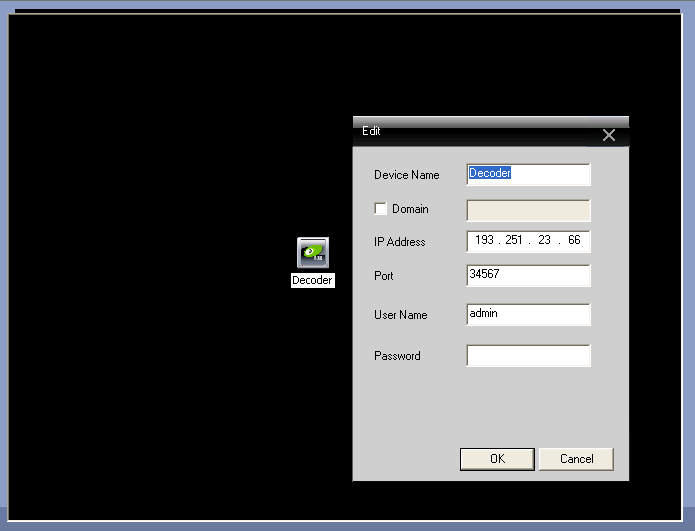 Edit
Device Name
Decoder
Domain
IP Address
193 . 251 . 23 . 66
Port
34567
User Name
admin
Password
OK
Cancel
Decoder